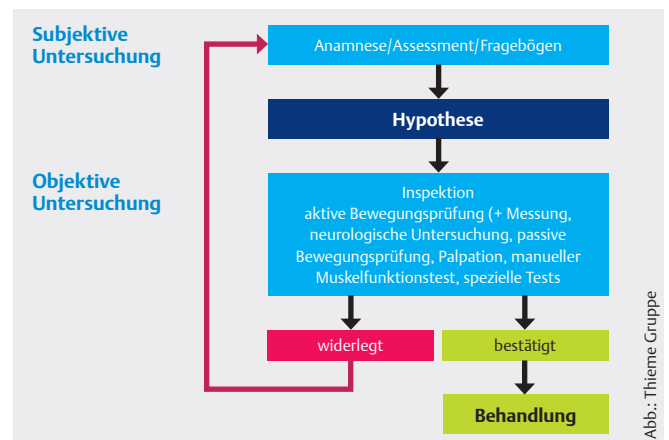 Subjektive
Untersuchung
Anamnese/Assessment/Fragebögen
Hypothese
Objektive
Untersuchung
Inspektion
aktive Bewegungsprüfung (+ Messung,
neurologische Untersuchung, passive
Bewegungsprüfung, Palpation, manueller
Muskelfunktionstest, spezielle Tests
widerlegt
bestätigt
Behandlung
Abb.: Thieme Gruppe